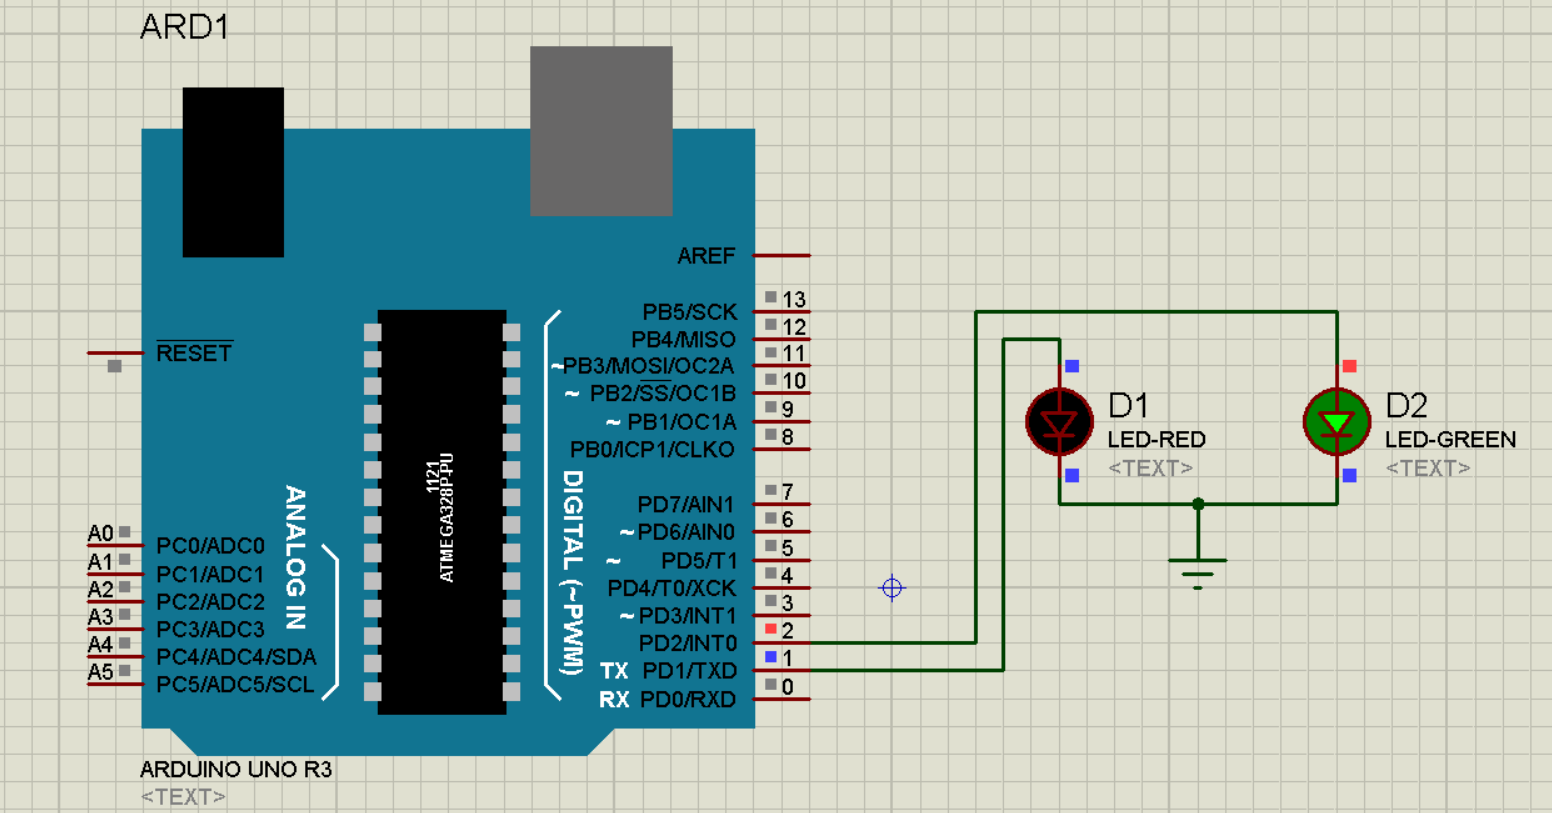 ARD1
AREF
13
PB5/SCK
12
PB4/MISO
11
~PB3/MOSI/OC2A
10
~ PB2/SS/OC1B
9
~ PB1/OC1A
8
PB0/ICP1/CLKO
RESET
7
PD7/AIN1
6
~ PD6/AIN0
5
~ PD5/T1
4
PD4/T0/XCK
3
~ PD3/INT1
2
PD2/INT0
1
TX PD1/TXD
0
RX PD0/RXD
A0
PC0/ADC0
A1
PC1/ADC1
A2
PC2/ADC2
A3
PC3/ADC3
A4
PC4/ADC4/SDA
A5
PC5/ADC5/SCL
ANALOG IN
1121
ATMEGA328P-PU
DIGITAL (~PWM)
D1
LED-RED
<TEXT>
D2
LED-GREEN
<TEXT>
ARDUINO UNO R3
<TEXT>